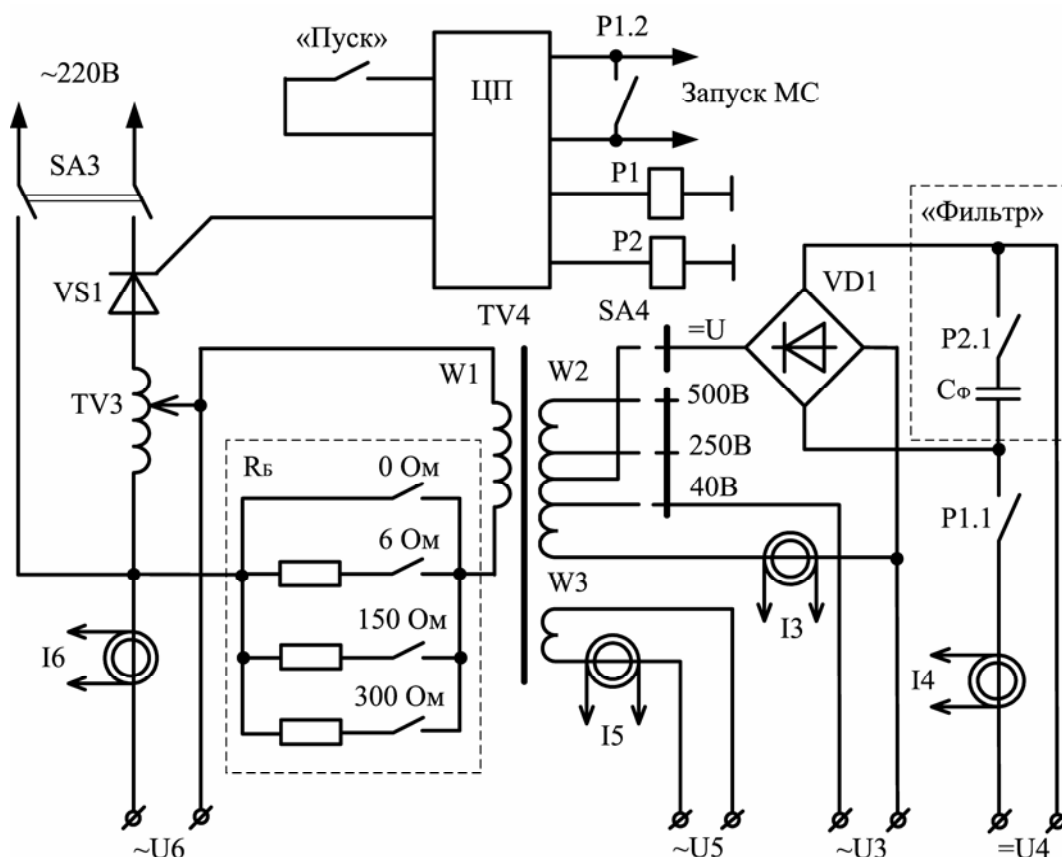 «Пуск»
P1.2
~220В
ЦП
Запуск МС
SA3
P1
«Фильтр»
P2
VS1
TV4
SA4
VD1
=U
W1
W2
P2.1
TV3
500В
CФ
RБ
0 Ом
250В
40В
P1.1
6 Ом
W3
150 Ом
I3
I6
I4
300 Ом
I5
~U6
~U5
~U3
=U4